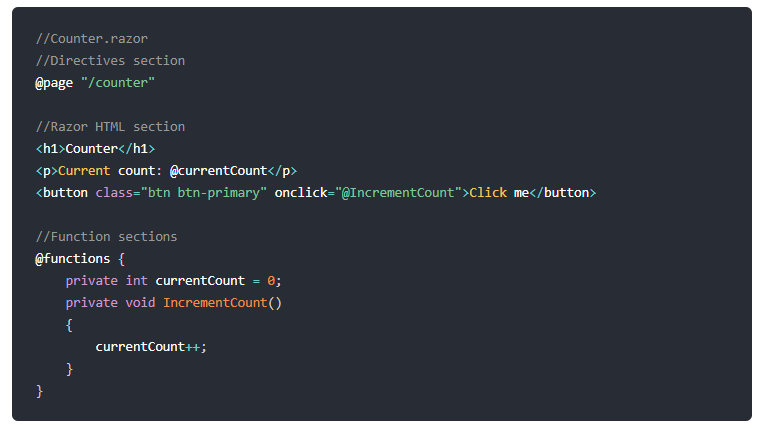 //Counter.razor
//Directives section
@page "/counter"

//Razor HTML section
<h1>Counter</h1>
<p>Current count: @currentCount</p>
<button class="btn btn-primary" onclick="@IncrementCount">Click me</button>

//Function sections
@functions {
    private int currentCount = 0;
    private void IncrementCount()
    {
        currentCount++;
    }
}